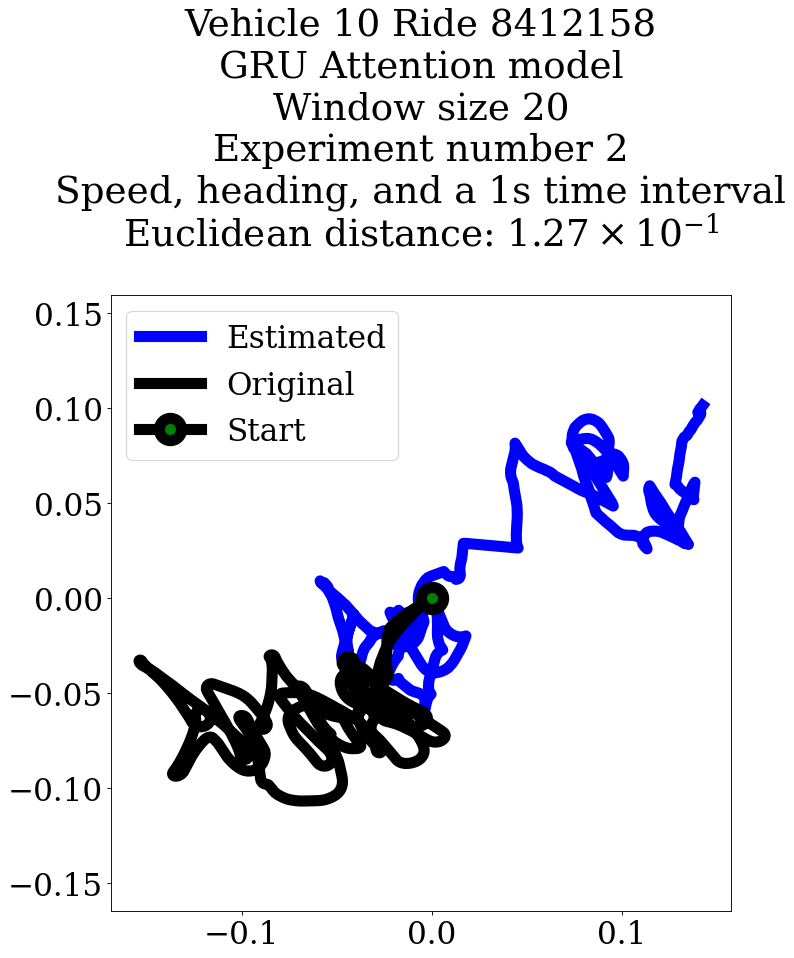 Vehicle 10 Ride 8412158
GRU Attention model
Window size 20
Experiment number 2
Speed, heading, and a 1s time interval
Euclidean distance: 1.27 × 10⁻¹
0.15
Estimated
Original
0.10
Start
0.05
0.00
−0.05
−0.10
−0.15
−0.1 0.0 0.1